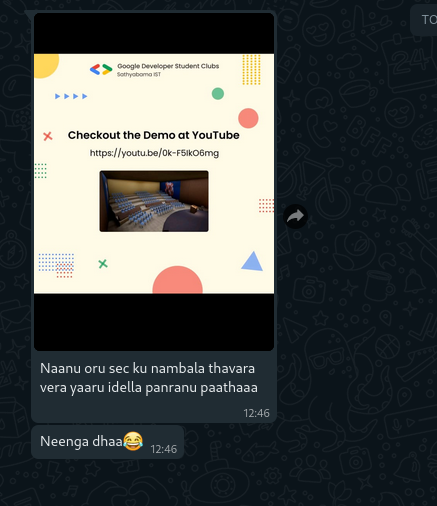 TO
Google Developer Student Clubs
Sathyabama IST
Checkout the Demo at YouTube
https://youtu.be/0k-F5IkO6mg
Naanu oru sec ku nambala thavara
vera yaaru idella panranu paathaaa
12:46
Neenga dhaa😂
12:46